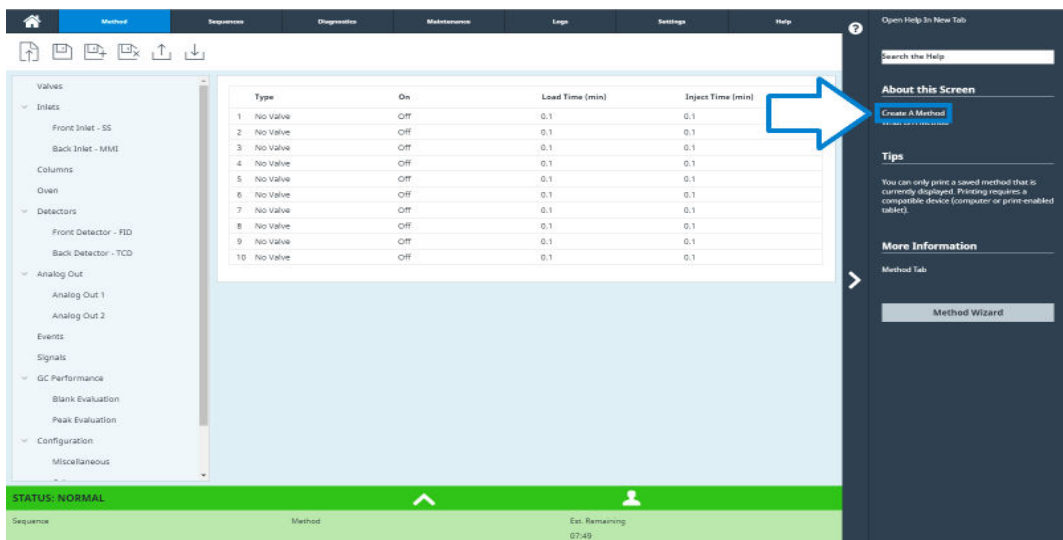 Method Sequences Diagnostics Maintenance Logs Settings Help
Open Help In New Tab
Search the Help
About this Screen
Create A Method
Tips
You can only print a saved method that is
currently displayed. Printing requires a
compatible device (computer or print-enabled
tablet).
More Information
Method Tab
Method Wizard
Valves
Inlets
Front Inlet - SS
Back Inlet - MMI
Columns
Oven
Detectors
Front Detector - FID
Back Detector - TCD
Analog Out
Analog Out 1
Analog Out 2
Events
Signals
GC Performance
Blank Evaluation
Peak Evaluation
Configuration
Miscellaneous
Type On Load Time (min) Inject Time (min)
1 No Valve Off 0.1 0.1
2 No Valve Off 0.1 0.1
3 No Valve Off 0.1 0.1
4 No Valve Off 0.1 0.1
5 No Valve Off 0.1 0.1
6 No Valve Off 0.1 0.1
7 No Valve Off 0.1 0.1
8 No Valve Off 0.1 0.1
9 No Valve Off 0.1 0.1
10 No Valve Off 0.1 0.1
STATUS: NORMAL
Sequence Method Est. Remaining
07:49